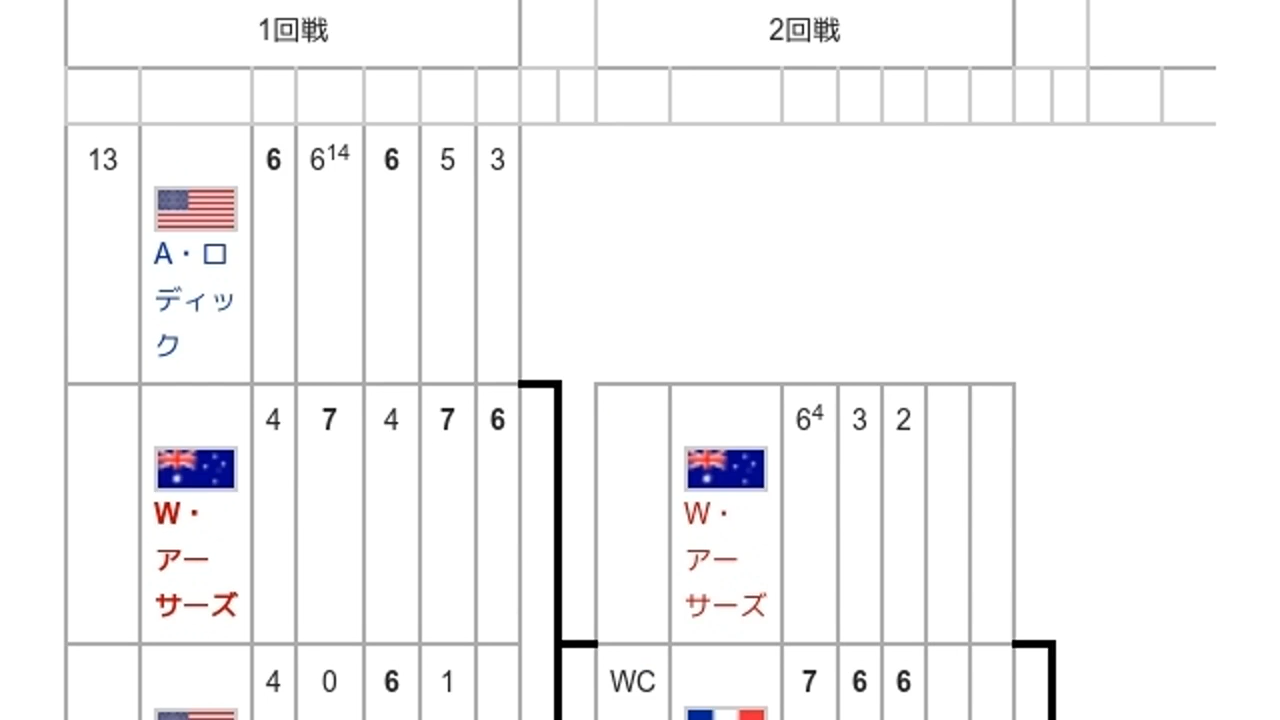 1回戦 2回戦
13 6 6¹⁴ 6 5 3
A・ロ
ディッ
ク
4 7 4 7 6 6⁴ 3 2
W・ W・
アー アー
サーズ サーズ
4 0 6 1 WC 7 6 6